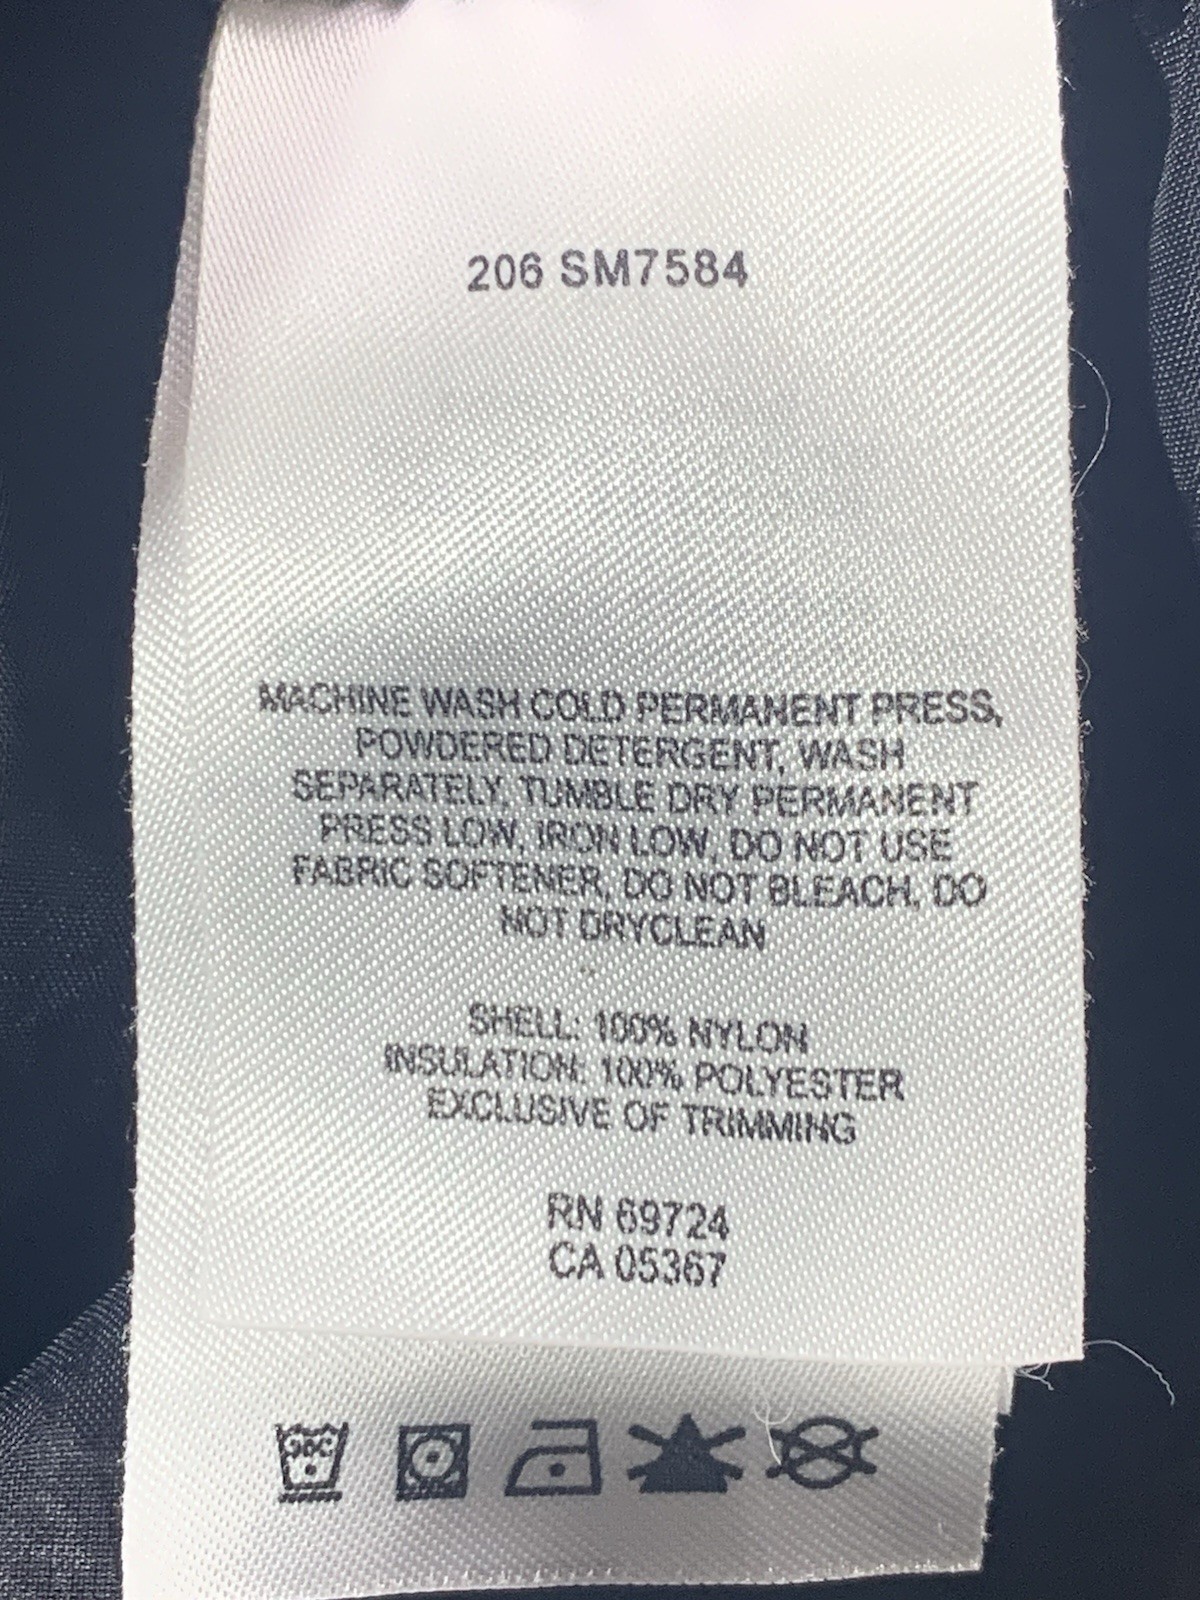 206 SM7584
MACHINE WASH COLD PERMANENT PRESS,
POWDERED DETERGENT, WASH
SEPARATELY, TUMBLE DRY PERMANENT
PRESS LOW, IRON LOW, DO NOT USE
FABRIC SOFTENER, DO NOT BLEACH, DO
NOT DRYCLEAN
SHELL: 100% NYLON
INSULATION: 100% POLYESTER
EXCLUSIVE OF TRIMMING
RN 69724
CA 05367
30C